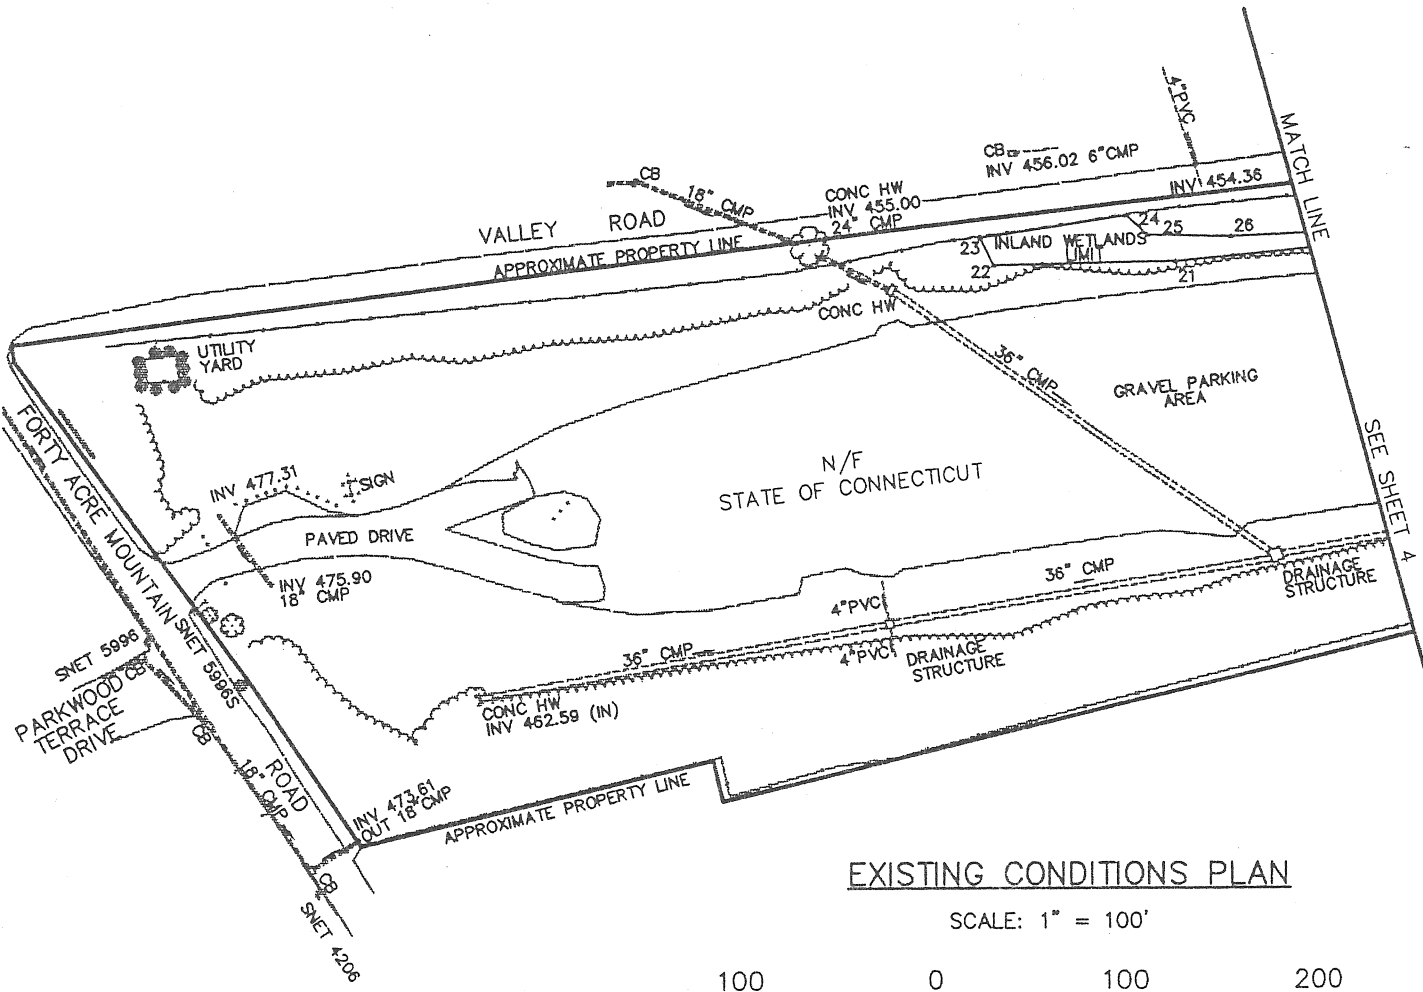 4"PVC
MATCH LINE
CB
INV 456.02 6"CMP
INV 454.36
CB
18" CMP
CONC HW
INV 455.00
24" CMP
VALLEY ROAD
APPROXIMATE PROPERTY LINE
24
25
26
23
INLAND WETLANDS
LIMIT
22
21
CONC HW
UTILITY
YARD
36" CMP
GRAVEL PARKING
AREA
FORTY ACRE MOUNTAIN ROAD
SEE SHEET 4
N/F
STATE OF CONNECTICUT
INV 477.31
SIGN
PAVED DRIVE
INV 475.90
18" CMP
36" CMP
DRAINAGE
STRUCTURE
4"PVC
4"PVC
DRAINAGE
STRUCTURE
36" CMP
SNET 5996
SNET 5996S
CB
PARKWOOD
TERRACE
DRIVE
CB
CONC HW
INV 462.59 (IN)
18" CMP
INV 473.61
OUT 18"CMP
APPROXIMATE PROPERTY LINE
CB
SNET 4206
EXISTING CONDITIONS PLAN
SCALE: 1" = 100'
100 0 100 200